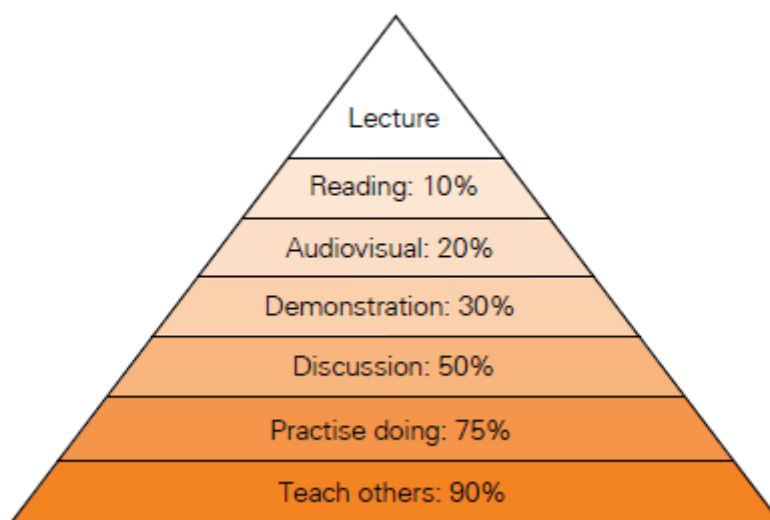 Lecture
Reading: 10%
Audiovisual: 20%
Demonstration: 30%
Discussion: 50%
Practise doing: 75%
Teach others: 90%